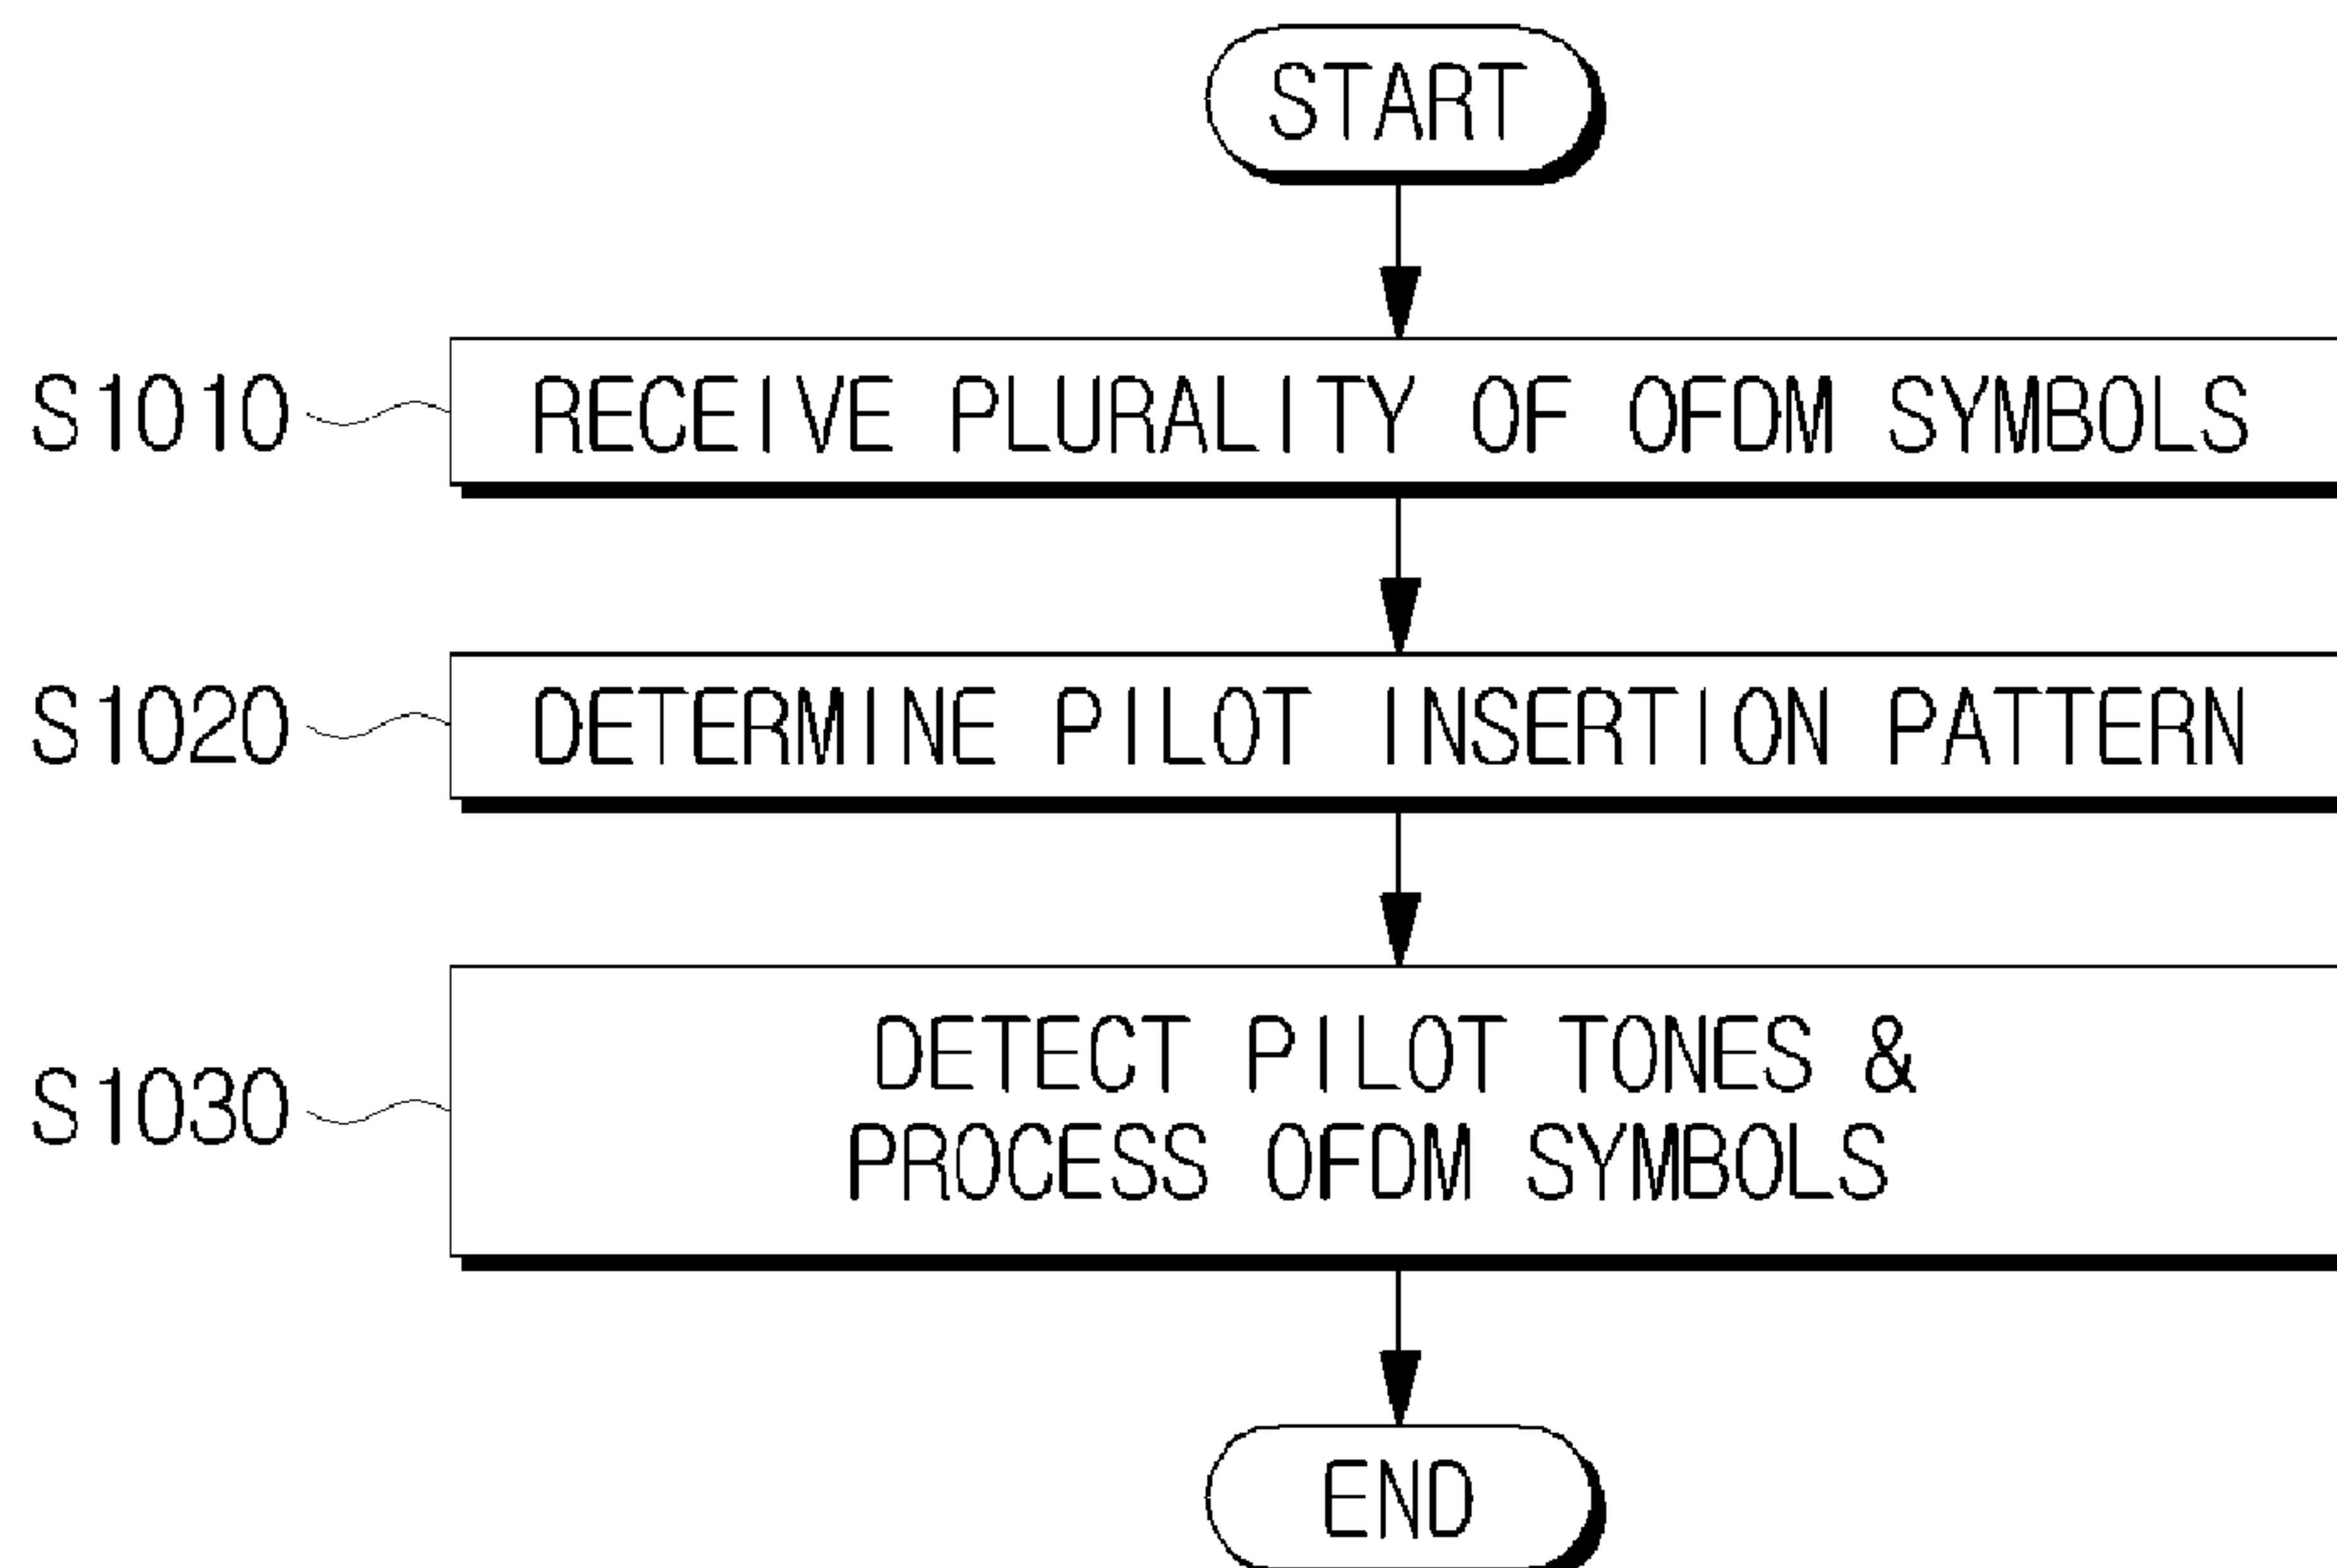 START
S1010 RECEIVE PLURALITY OF OFDM SYMBOLS
S1020 DETERMINE PILOT INSERTION PATTERN
DETECT PILOT TONES &
S1030
PROCESS OFDM SYMBOLS
END